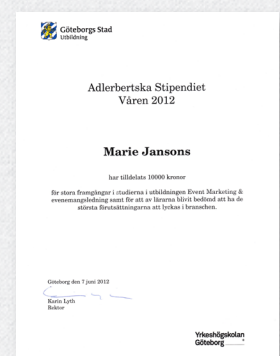 Göteborgs Stad
Utbildning
Adlerbertska Stipendiet
Våren 2012
Marie Jansons
har tilldelats 10000 kronor
för stora framgångar i studierna i utbildningen Event Marketing &
evenemangsledning samt för att av lärarna blivit bedömd att ha de
största förutsättningarna att lyckas i branschen.
Göteborg den 7 juni 2012
Karin Lyth
Rektor
Yrkeshögskolan
Göteborg